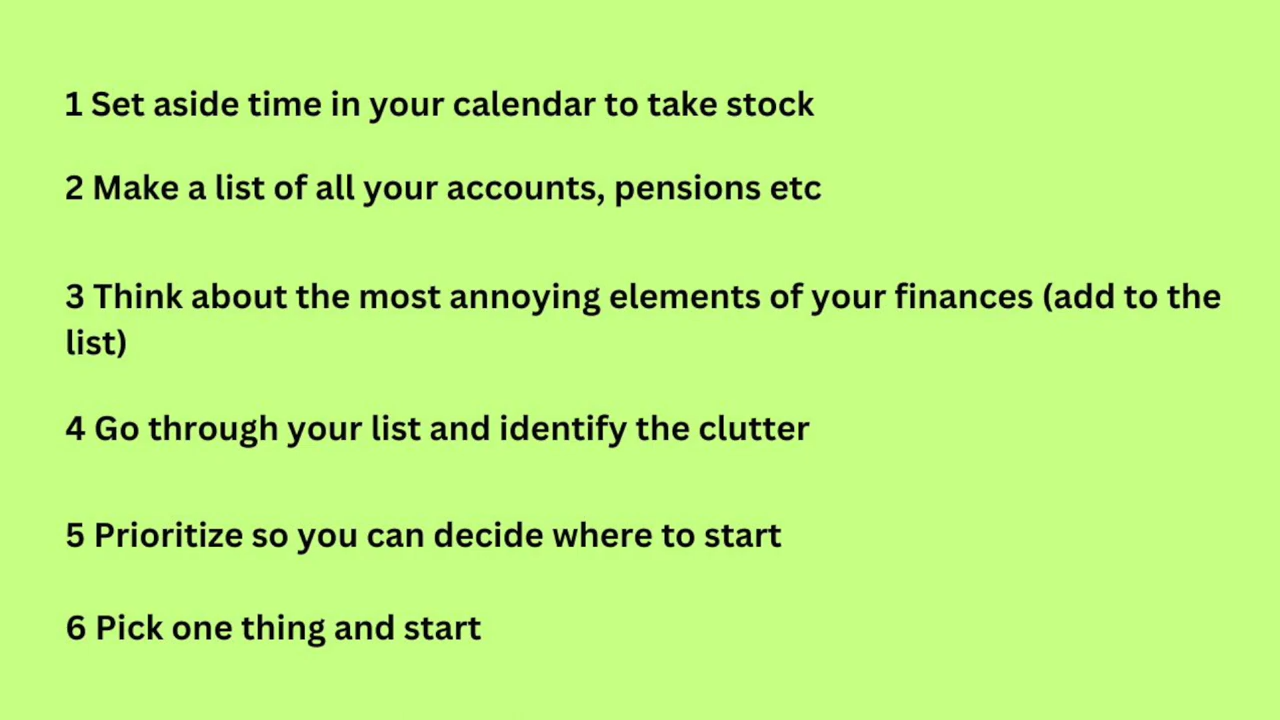 1 Set aside time in your calendar to take stock
2 Make a list of all your accounts, pensions etc
3 Think about the most annoying elements of your finances (add to the
list)
4 Go through your list and identify the clutter
5 Prioritize so you can decide where to start
6 Pick one thing and start